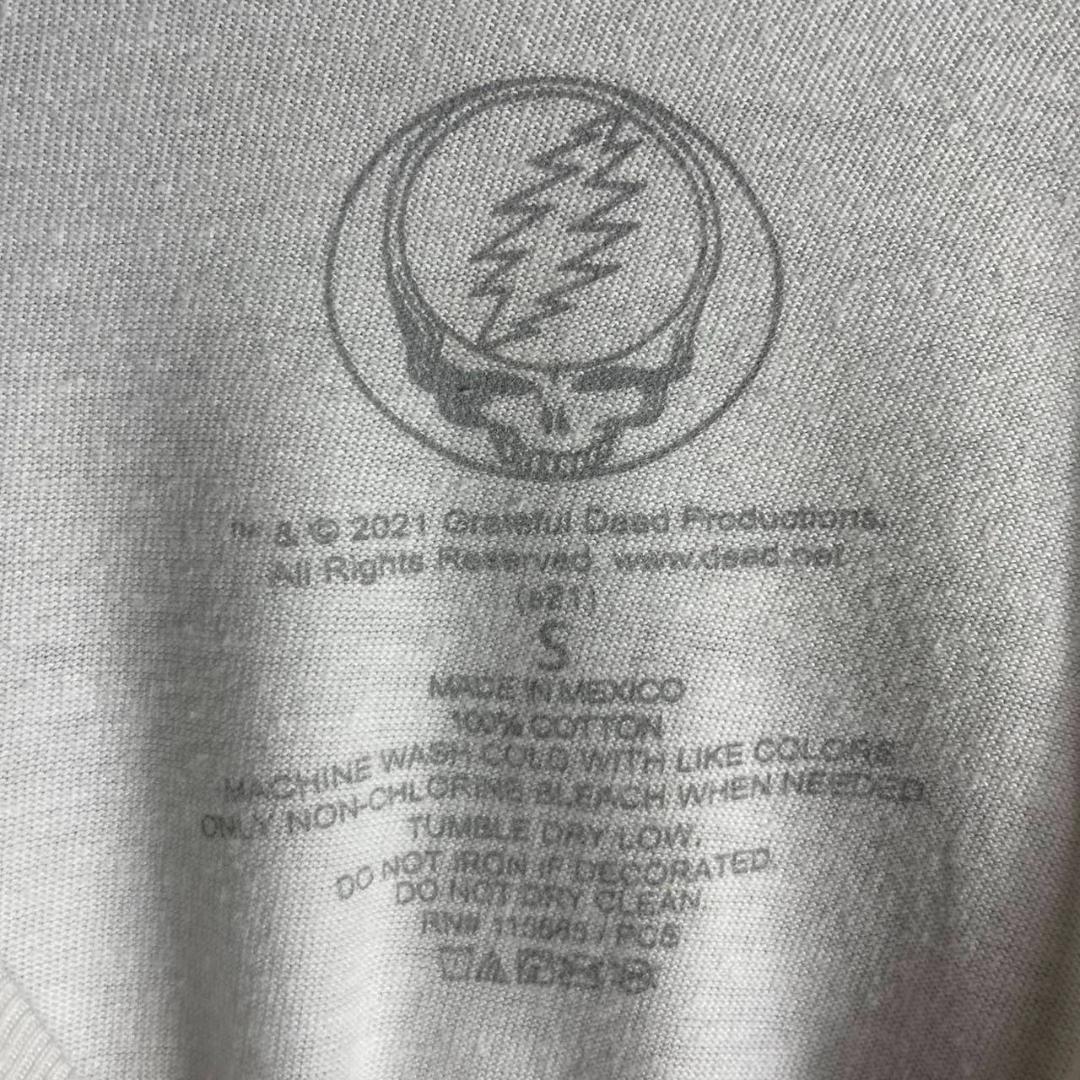 ™ & © 2021 Grateful Dead Productions.
All Rights Reserved www.dead.net
S
MADE IN MEXICO
100% COTTON
MACHINE WASH COLD WITH LIKE COLORS
ONLY NON-CHLORINE BLEACH WHEN NEEDED.
TUMBLE DRY LOW.
DO NOT IRON IF DECORATED.
DO NOT DRY CLEAN.
RN#